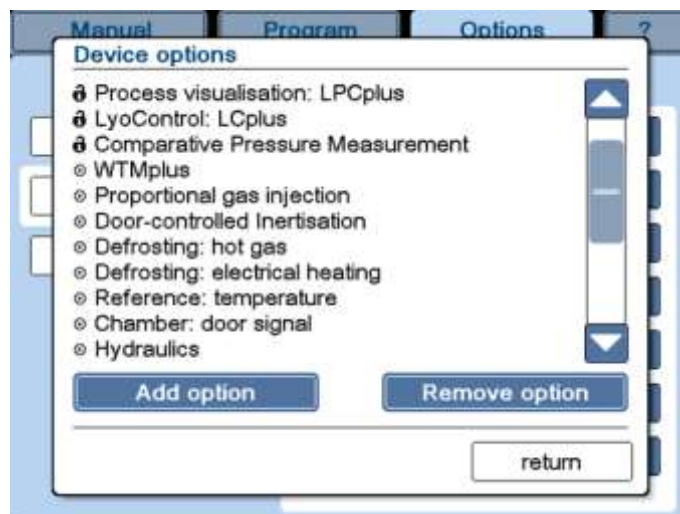 Manual Program Options ?
Device options
Process visualisation: LPCplus
LyoControl: LCplus
Comparative Pressure Measurement
WTMplus
Proportional gas injection
Door-controlled Inertisation
Defrosting: hot gas
Defrosting: electrical heating
Reference: temperature
Chamber: door signal
Hydraulics
Add option Remove option
return